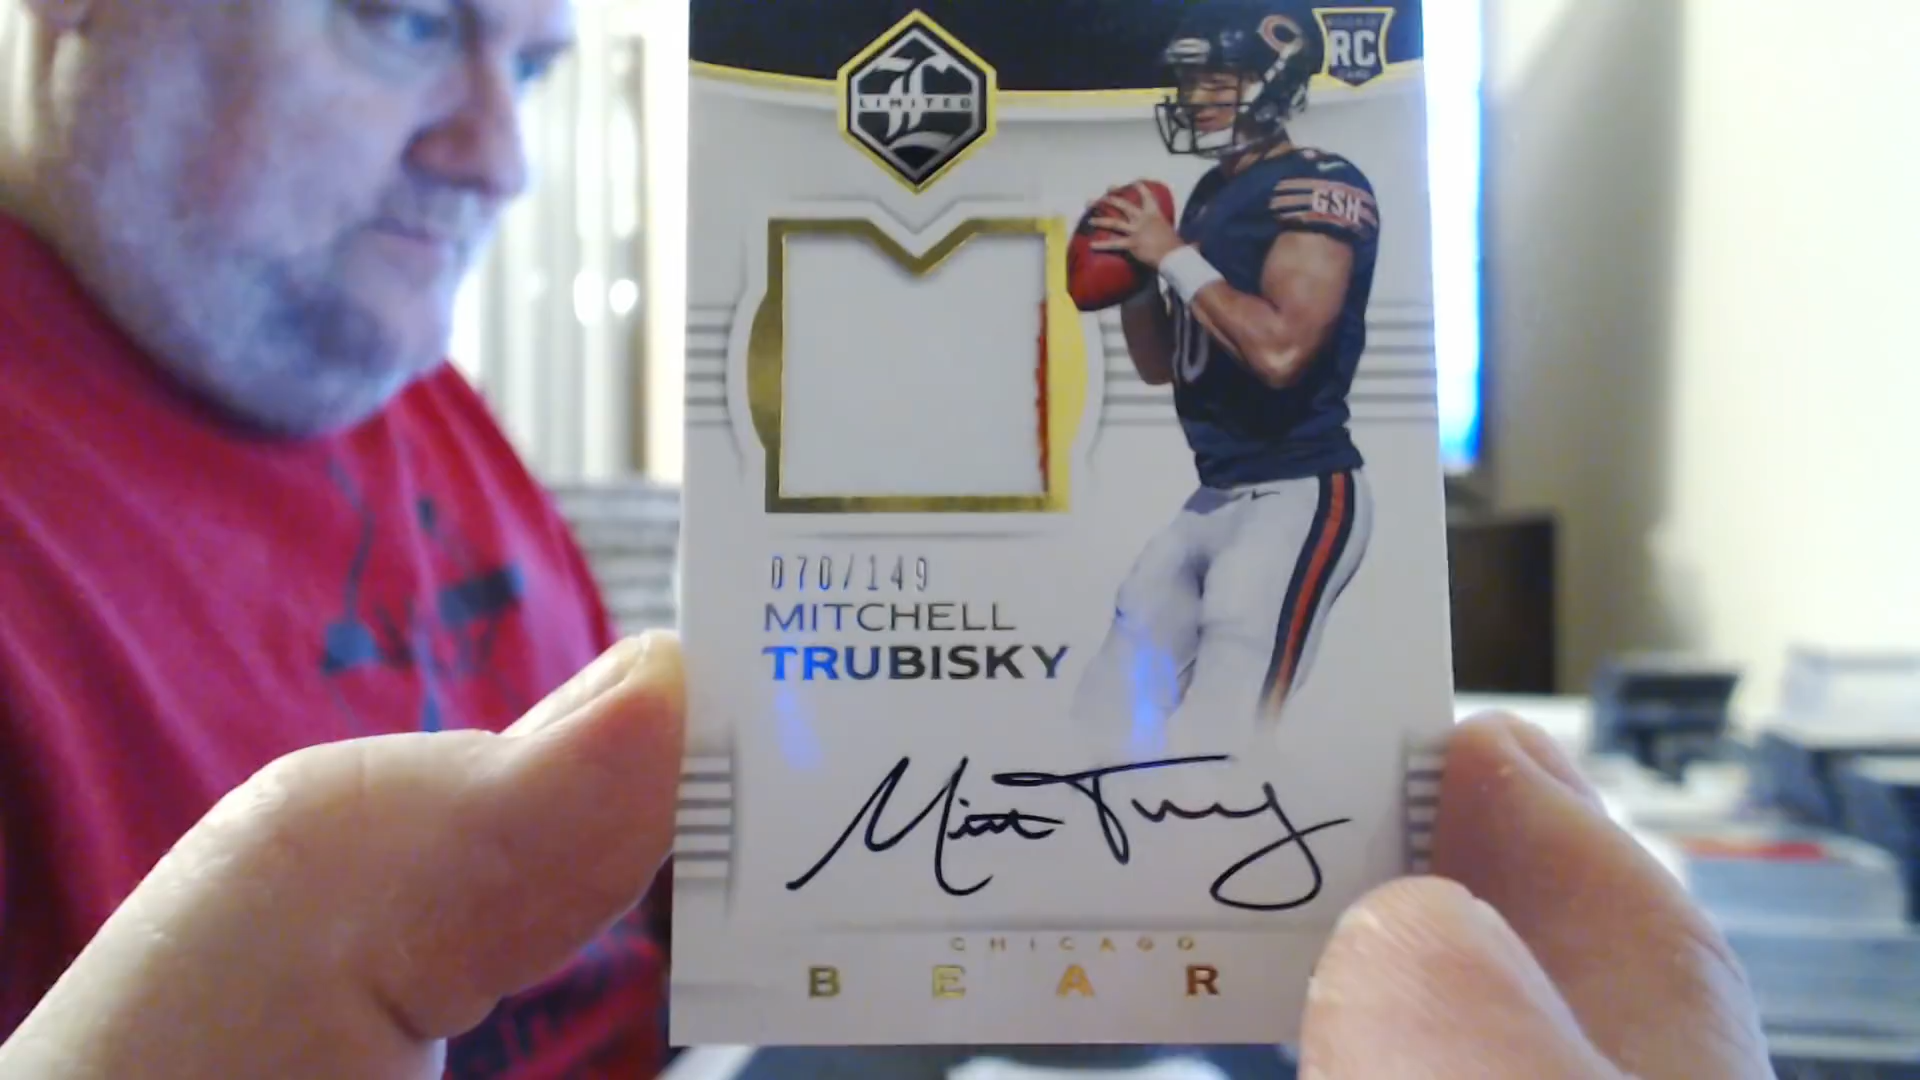 LIMITED
RC
GSH
070/149
MITCHELL
TRUBISKY
CHICAGO
BEAR